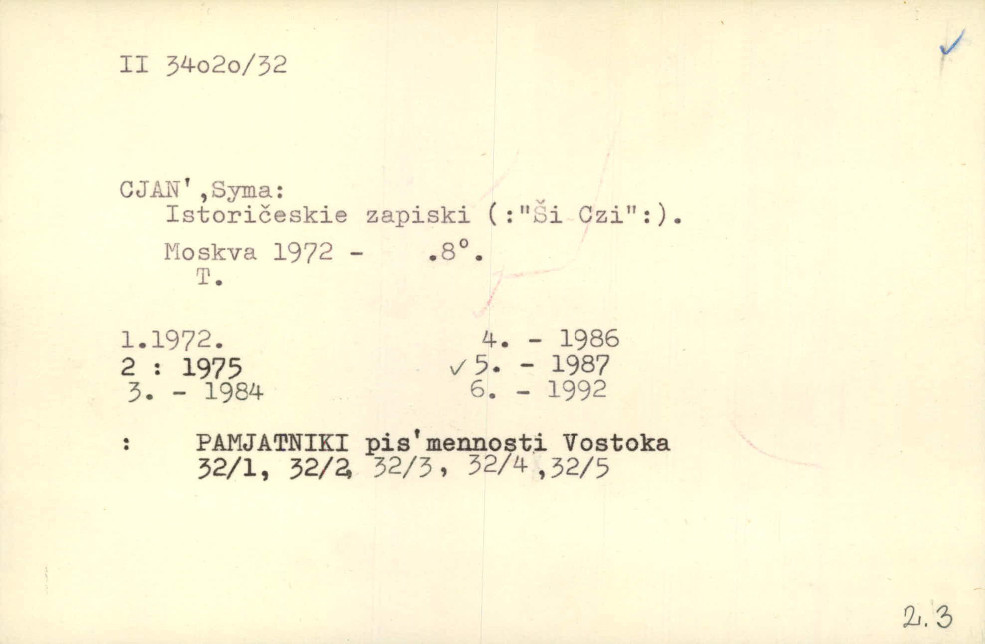 II 34o2o/32
CJAN',Syma:
Istoričeskie zapiski (:"Ši Czi":).
Moskva 1972 - .8°.
T.
1.1972.
2 : 1975
3. - 1984
4. - 1986
✓ 5. - 1987
6. - 1992
: PAMJATNIKI pis'mennosti Vostoka
32/1, 32/2, 32/3, 32/4,32/5
2.3